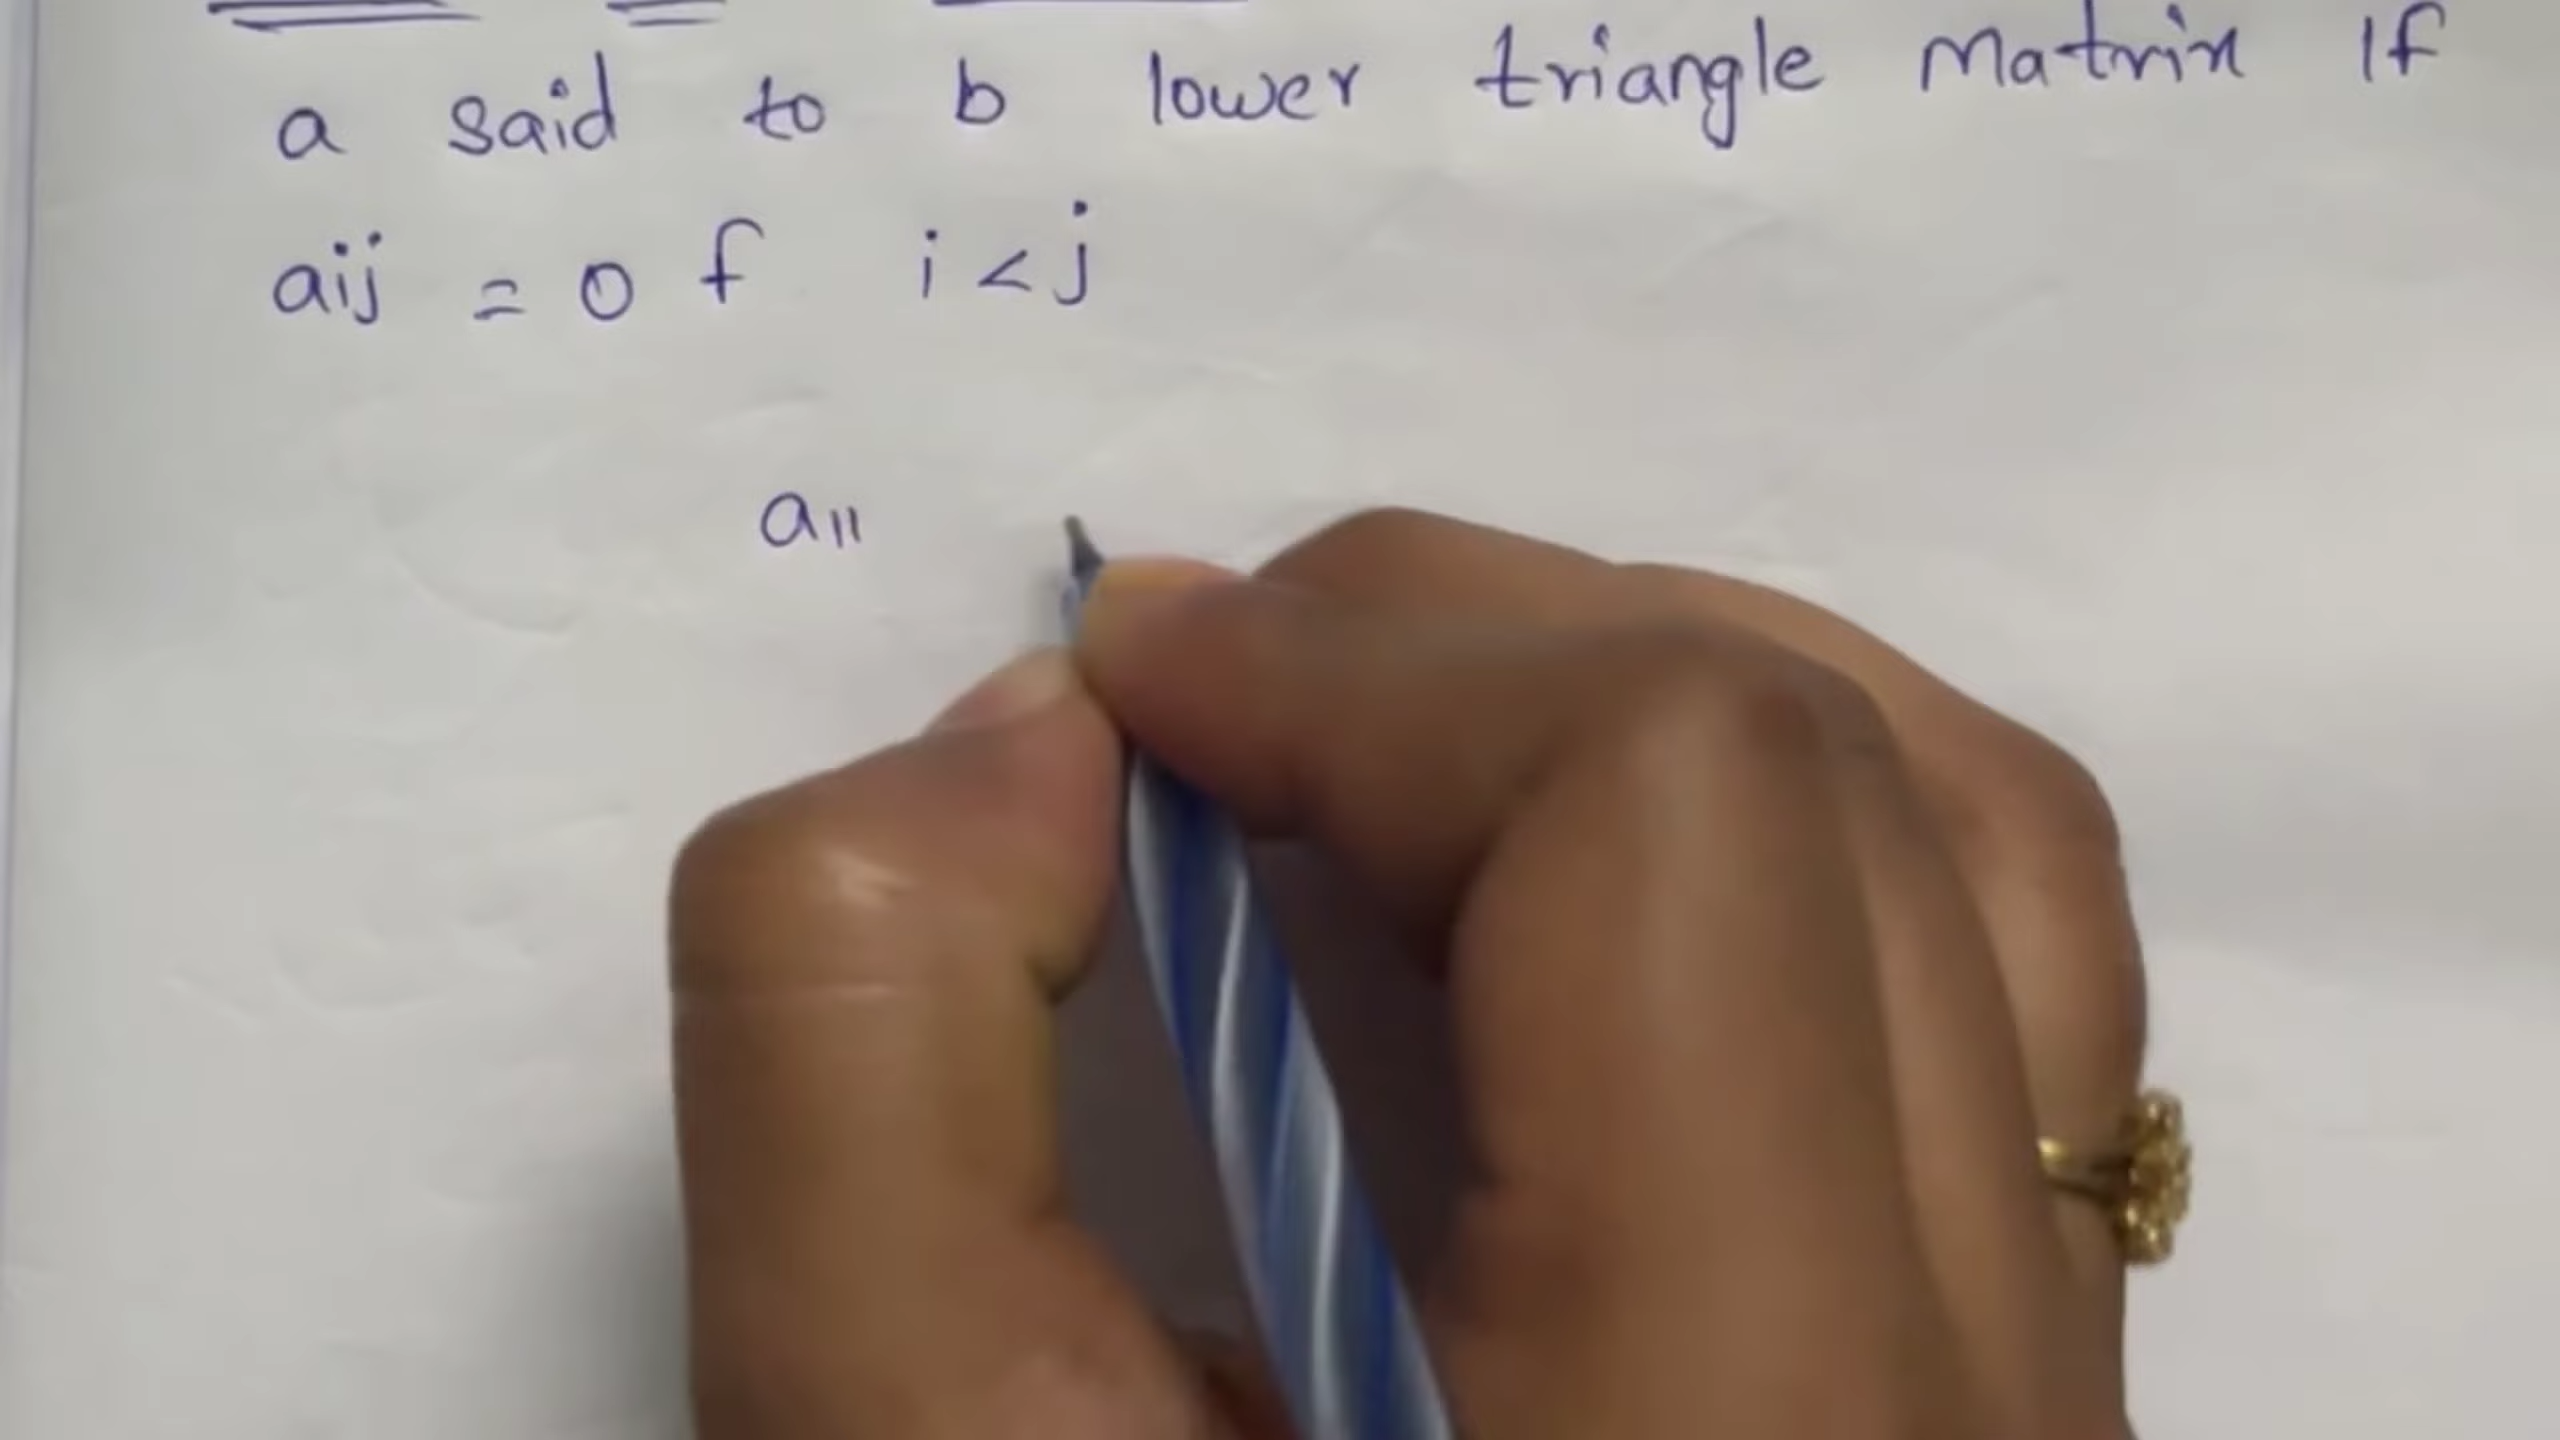 a said to b lower triangle Matrix If
aij = 0 f i < j
a11